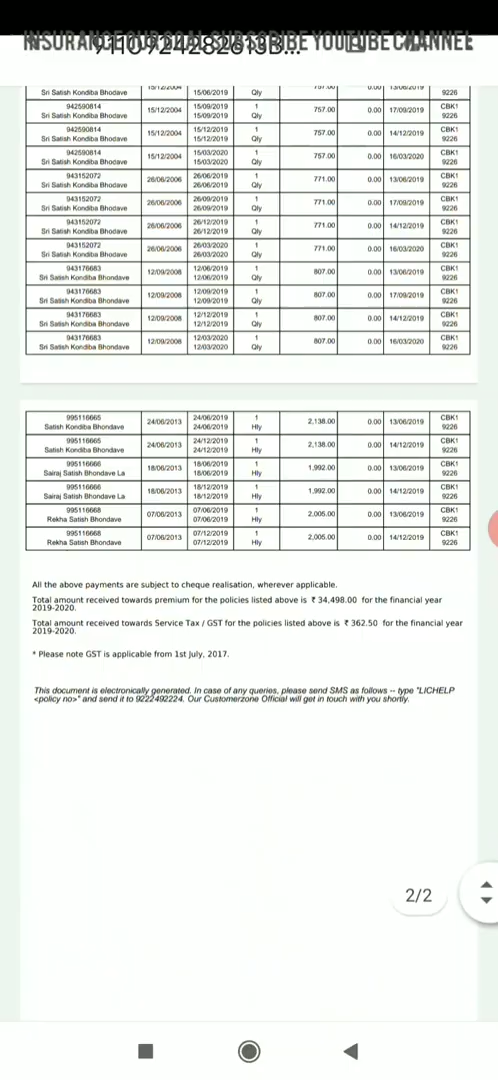 INSURANCE OUR GOAL SUBSCRIBE YOUTUBE CHANNEL
9110924282613B...
Sri Satish Kondiba Bhodave 15/12/2004 15/06/2019 Qly 757.00 0.00 13/06/2019 9226
942590814 15/09/2019 1 CBK1
Sri Satish Kondiba Bhodave 15/12/2004 15/09/2019 Qly 757.00 0.00 17/09/2019 9226
942590814 15/12/2019 1 CBK1
Sri Satish Kondiba Bhodave 15/12/2004 15/12/2019 Qly 757.00 0.00 14/12/2019 9226
942590814 15/03/2020 1 CBK1
Sri Satish Kondiba Bhodave 15/12/2004 15/03/2020 Qly 757.00 0.00 16/03/2020 9226
943152072 26/06/2019 1 CBK1
Sri Satish Kondiba Bhodave 26/06/2006 26/06/2019 Qly 771.00 0.00 13/06/2019 9226
943152072 26/09/2019 1 CBK1
Sri Satish Kondiba Bhodave 26/06/2006 26/09/2019 Qly 771.00 0.00 17/09/2019 9226
943152072 26/12/2019 1 CBK1
Sri Satish Kondiba Bhodave 26/06/2006 26/12/2019 Qly 771.00 0.00 14/12/2019 9226
943152072 26/03/2020 1 CBK1
Sri Satish Kondiba Bhodave 26/06/2006 26/03/2020 Qly 771.00 0.00 16/03/2020 9226
943176683 12/06/2019 1 CBK1
Sri Satish Kondiba Bhondave 12/09/2008 12/06/2019 Qly 807.00 0.00 13/06/2019 9226
943176683 12/09/2019 1 CBK1
Sri Satish Kondiba Bhondave 12/09/2008 12/09/2019 Qly 807.00 0.00 17/09/2019 9226
943176683 12/12/2019 1 CBK1
Sri Satish Kondiba Bhondave 12/09/2008 12/12/2019 Qly 807.00 0.00 14/12/2019 9226
943176683 12/03/2020 1 CBK1
Sri Satish Kondiba Bhondave 12/09/2008 12/03/2020 Qly 807.00 0.00 16/03/2020 9226
995116665 24/06/2019 1 CBK1
Satish Kondiba Bhondave 24/06/2013 24/06/2019 Hly 2,138.00 0.00 13/06/2019 9226
995116665 24/12/2019 1 CBK1
Satish Kondiba Bhondave 24/06/2013 24/12/2019 Hly 2,138.00 0.00 14/12/2019 9226
995116666 18/06/2019 1 CBK1
Sairaj Satish Bhondave La 18/06/2013 18/06/2019 Hly 1,992.00 0.00 13/06/2019 9226
995116666 18/12/2019 1 CBK1
Sairaj Satish Bhondave La 18/06/2013 18/12/2019 Hly 1,992.00 0.00 14/12/2019 9226
995116668 07/06/2019 1 CBK1
Rekha Satish Bhondave 07/06/2013 07/06/2019 Hly 2,005.00 0.00 13/06/2019 9226
995116668 07/12/2019 1 CBK1
Rekha Satish Bhondave 07/06/2013 07/12/2019 Hly 2,005.00 0.00 14/12/2019 9226
All the above payments are subject to cheque realisation, wherever applicable.
Total amount received towards premium for the policies listed above is ₹ 34,498.00 for the financial year
2019-2020.
Total amount received towards Service Tax / GST for the policies listed above is ₹ 362.50 for the financial year
2019-2020.
* Please note GST is applicable from 1st July, 2017.
This document is electronically generated. In case of any queries, please send SMS as follows -- type "LICHELP
<policy no>" and send it to 9222492224. Our Customerzone Official will get in touch with you shortly.
2/2